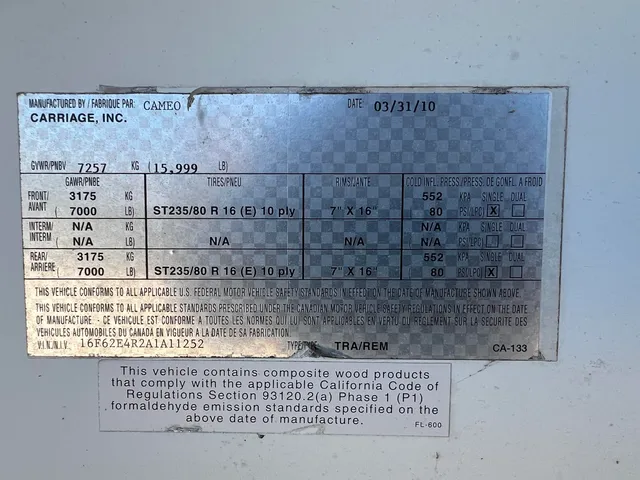 MANUFACTURED BY / FABRIQUE PAR: CAMEO DATE 03/31/10
CARRIAGE, INC.
GVWR/PNBV 7257 KG (15,999 LB)
GAWR/PNBE TIRES/PNEU RIMS/JANTE COLD INFL. PRESS/PRESS. DE GONFL. A FROID
FRONT/ 3175 KG 552 KPA SINGLE DUAL
AVANT ( 7000 LB) ST235/80 R 16 (E) 10 ply 7" X 16" 80 PSI/LPC X
INTERM/ N/A KG N/A KPA SINGLE DUAL
INTERM ( N/A LB) N/A N/A N/A PSI/LPC
REAR/ 3175 KG 552 KPA SINGLE DUAL
ARRIERE ( 7000 LB) ST235/80 R 16 (E) 10 ply 7" X 16" 80 PSI/LPC X
THIS VEHICLE CONFORMS TO ALL APPLICABLE U.S. FEDERAL MOTOR VEHICLE SAFETY STANDARDS IN EFFECT ON THE DATE OF MANUFACTURE SHOWN ABOVE.
THIS VEHICLE CONFORMS TO ALL APPLICABLE STANDARDS PRESCRIBED UNDER THE CANADIAN MOTOR VEHICLE SAFETY REGULATIONS IN EFFECT ON THE DATE
OF MANUFACTURE / CE VEHICULE EST CONFORME A TOUTES LES NORMES QUI LUI SONT APPLICABLES EN VERTU DU REGLEMENT SUR LA SECURITE DES
VEHICULES AUTOMOBILES DU CANADA EN VIGUEUR A LA DATE DE SA FABRICATION.
V.I.N./N.I.V. 16F62E4R2A1A11252 TYPE/TYPE TRA/REM CA-133
This vehicle contains composite wood products
that comply with the applicable California Code of
Regulations Section 93120.2(a) Phase 1 (P1)
formaldehyde emission standards specified on the
above date of manufacture.
FL-600